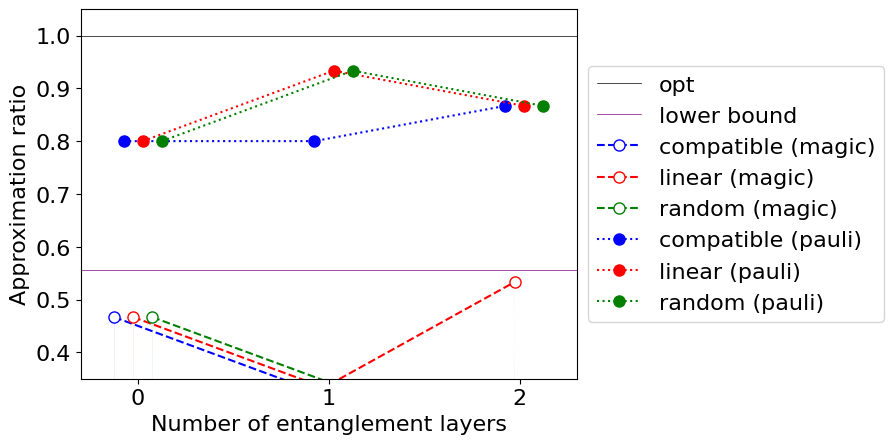 1.0
0.9
0.8
0.7
0.6
0.5
0.4
Approximation ratio
0
1
2
Number of entanglement layers
opt
lower bound
compatible (magic)
linear (magic)
random (magic)
compatible (pauli)
linear (pauli)
random (pauli)